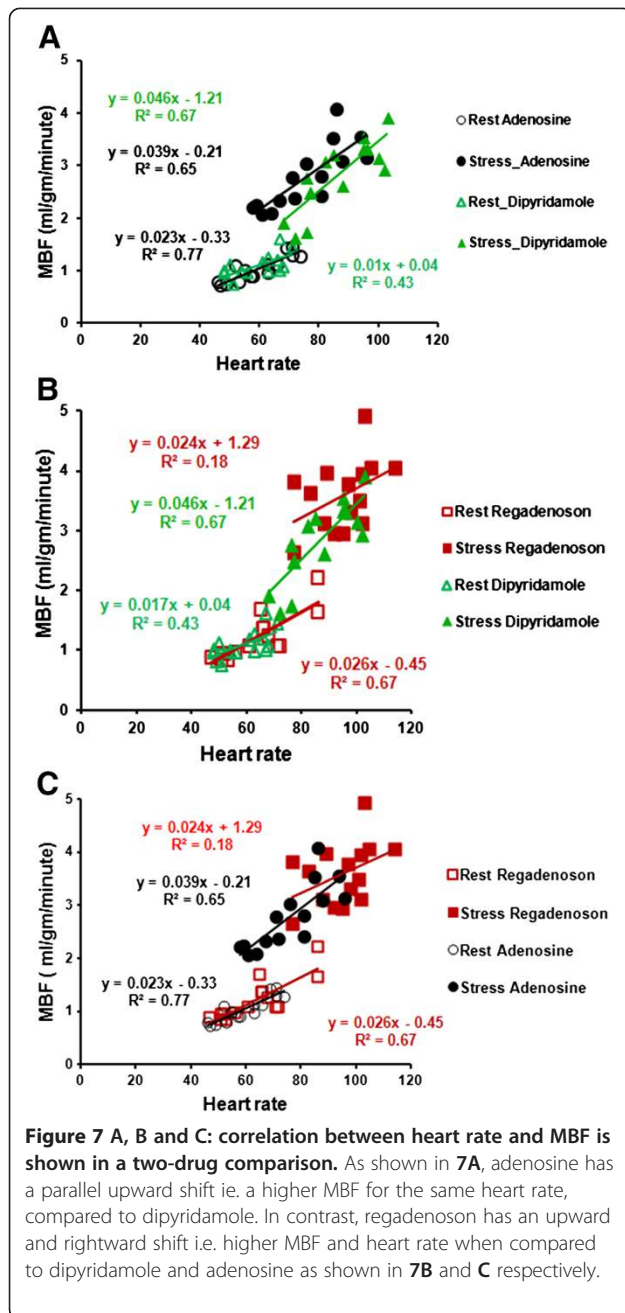 A
y = 0.046x - 1.21
R² = 0.67
y = 0.039x - 0.21
R² = 0.65
y = 0.023x - 0.33
R² = 0.77
y = 0.01x + 0.04
R² = 0.43
MBF (ml/gm/minute)
5
4
3
2
1
0
0 20 40 60 80 100 120
Heart rate
Rest Adenosine
Stress_Adenosine
Rest_Dipyridamole
Stress_Dipyridamole
B
y = 0.024x + 1.29
R² = 0.18
y = 0.046x - 1.21
R² = 0.67
y = 0.017x + 0.04
R² = 0.43
y = 0.026x - 0.45
R² = 0.67
MBF (ml/gm/minute)
5
4
3
2
1
0
0 20 40 60 80 100 120
Heart rate
Rest Regadenoson
Stress Regadenoson
Rest Dipyridamole
Stress Dipyridamole
C
y = 0.024x + 1.29
R² = 0.18
y = 0.039x - 0.21
R² = 0.65
y = 0.023x - 0.33
R² = 0.77
y = 0.026x - 0.45
R² = 0.67
MBF ( ml/gm/minute)
5
4
3
2
1
0
0 20 40 60 80 100 120
Heart rate
Rest Regadenoson
Stress Regadenoson
Rest Adenosine
Stress Adenosine
Figure 7 A, B and C: correlation between heart rate and MBF is
shown in a two-drug comparison. As shown in 7A, adenosine has
a parallel upward shift ie. a higher MBF for the same heart rate,
compared to dipyridamole. In contrast, regadenoson has an upward
and rightward shift i.e. higher MBF and heart rate when compared
to dipyridamole and adenosine as shown in 7B and C respectively.